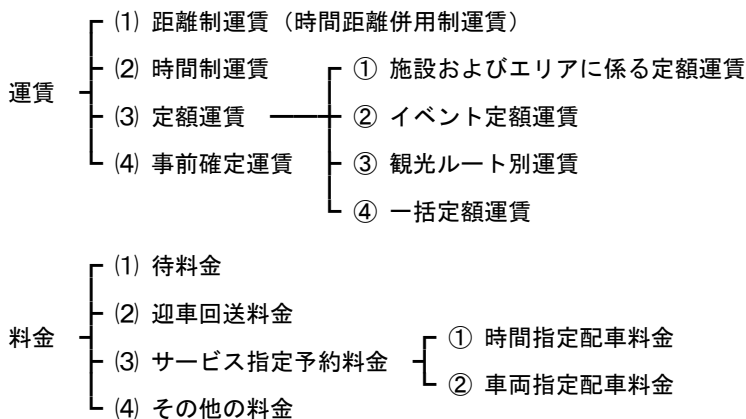 運賃
(1) 距離制運賃(時間距離併用制運賃)
(2) 時間制運賃
(3) 定額運賃
① 施設およびエリアに係る定額運賃
② イベント定額運賃
③ 観光ルート別運賃
④ 一括定額運賃
(4) 事前確定運賃
料金
(1) 待料金
(2) 迎車回送料金
(3) サービス指定予約料金
① 時間指定配車料金
② 車両指定配車料金
(4) その他の料金